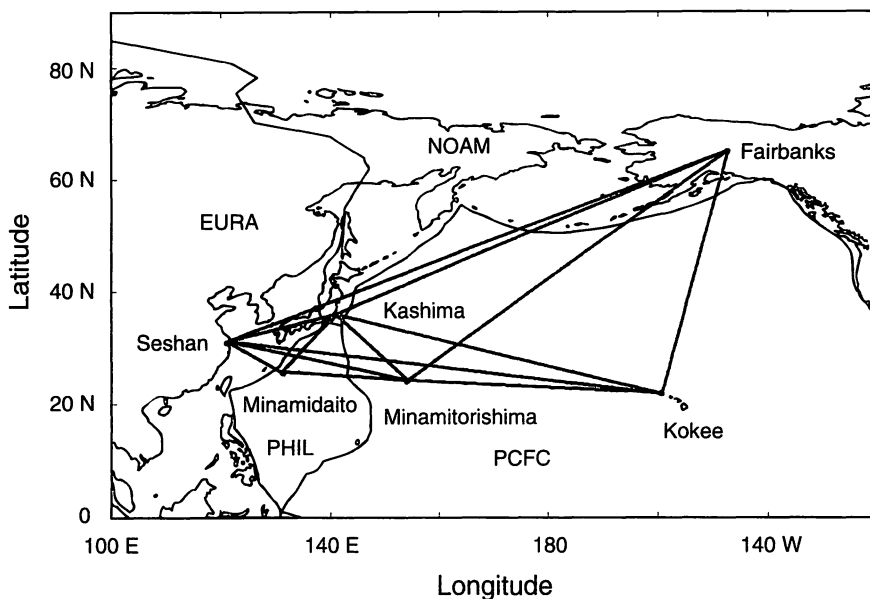 80 N
NOAM
Fairbanks
60 N
EURA
Latitude
40 N
Kashima
Seshan
20 N
Minamidaito
Minamitorishima
Kokee
PHIL
PCFC
0
100 E
140 E
180
140 W
Longitude